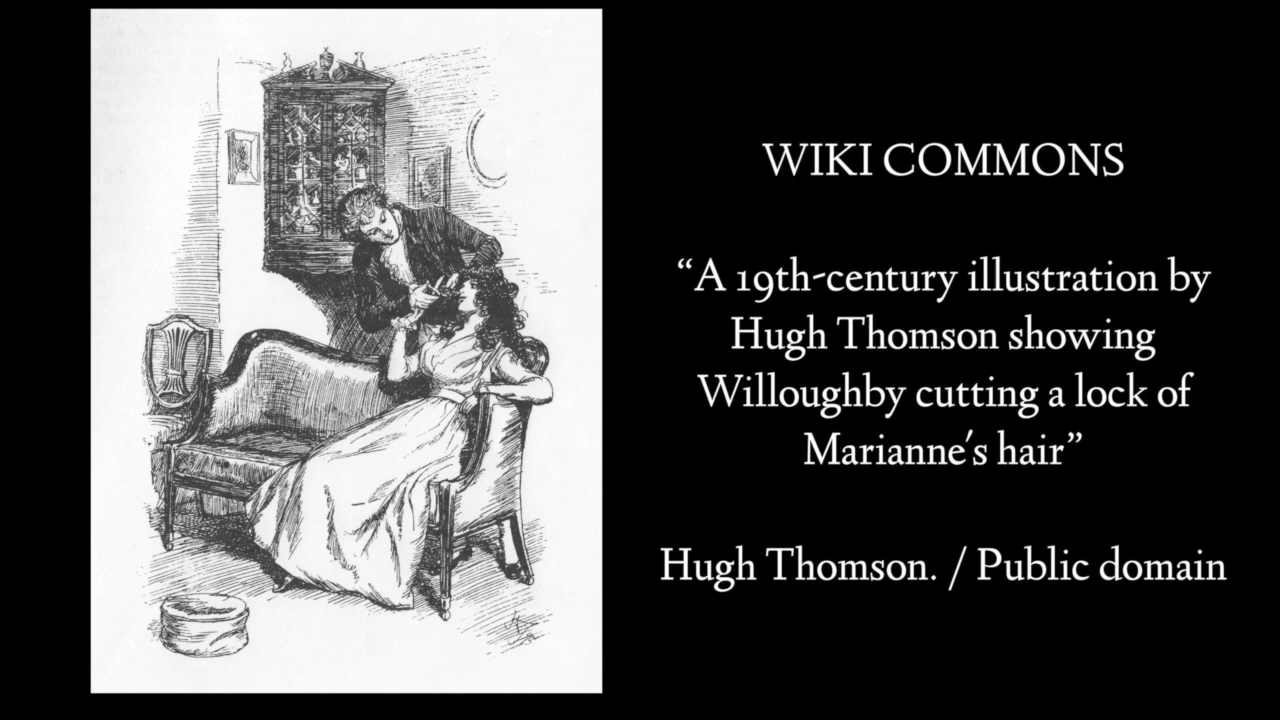 WIKI COMMONS
“A 19th-century illustration by
Hugh Thomson showing
Willoughby cutting a lock of
Marianne's hair”
Hugh Thomson. / Public domain